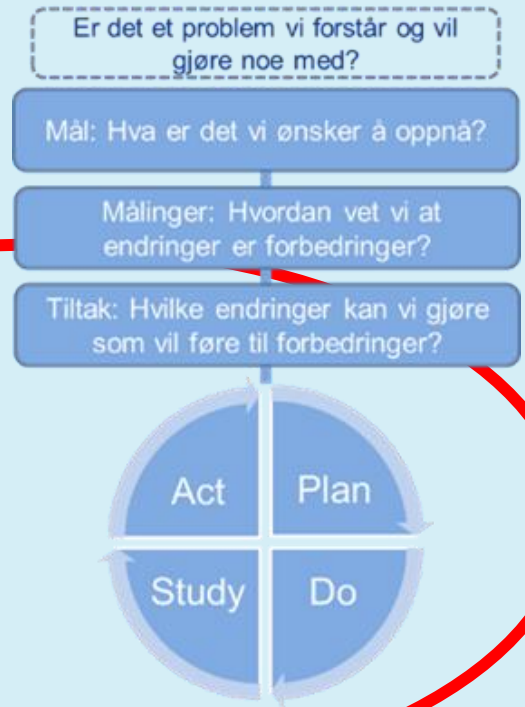 Er det et problem vi forstår og vil
gjøre noe med?
Mål: Hva er det vi ønsker å oppnå?
Målinger: Hvordan vet vi at
endringer er forbedringer?
Tiltak: Hvilke endringer kan vi gjøre
som vil føre til forbedringer?
Act
Plan
Study
Do